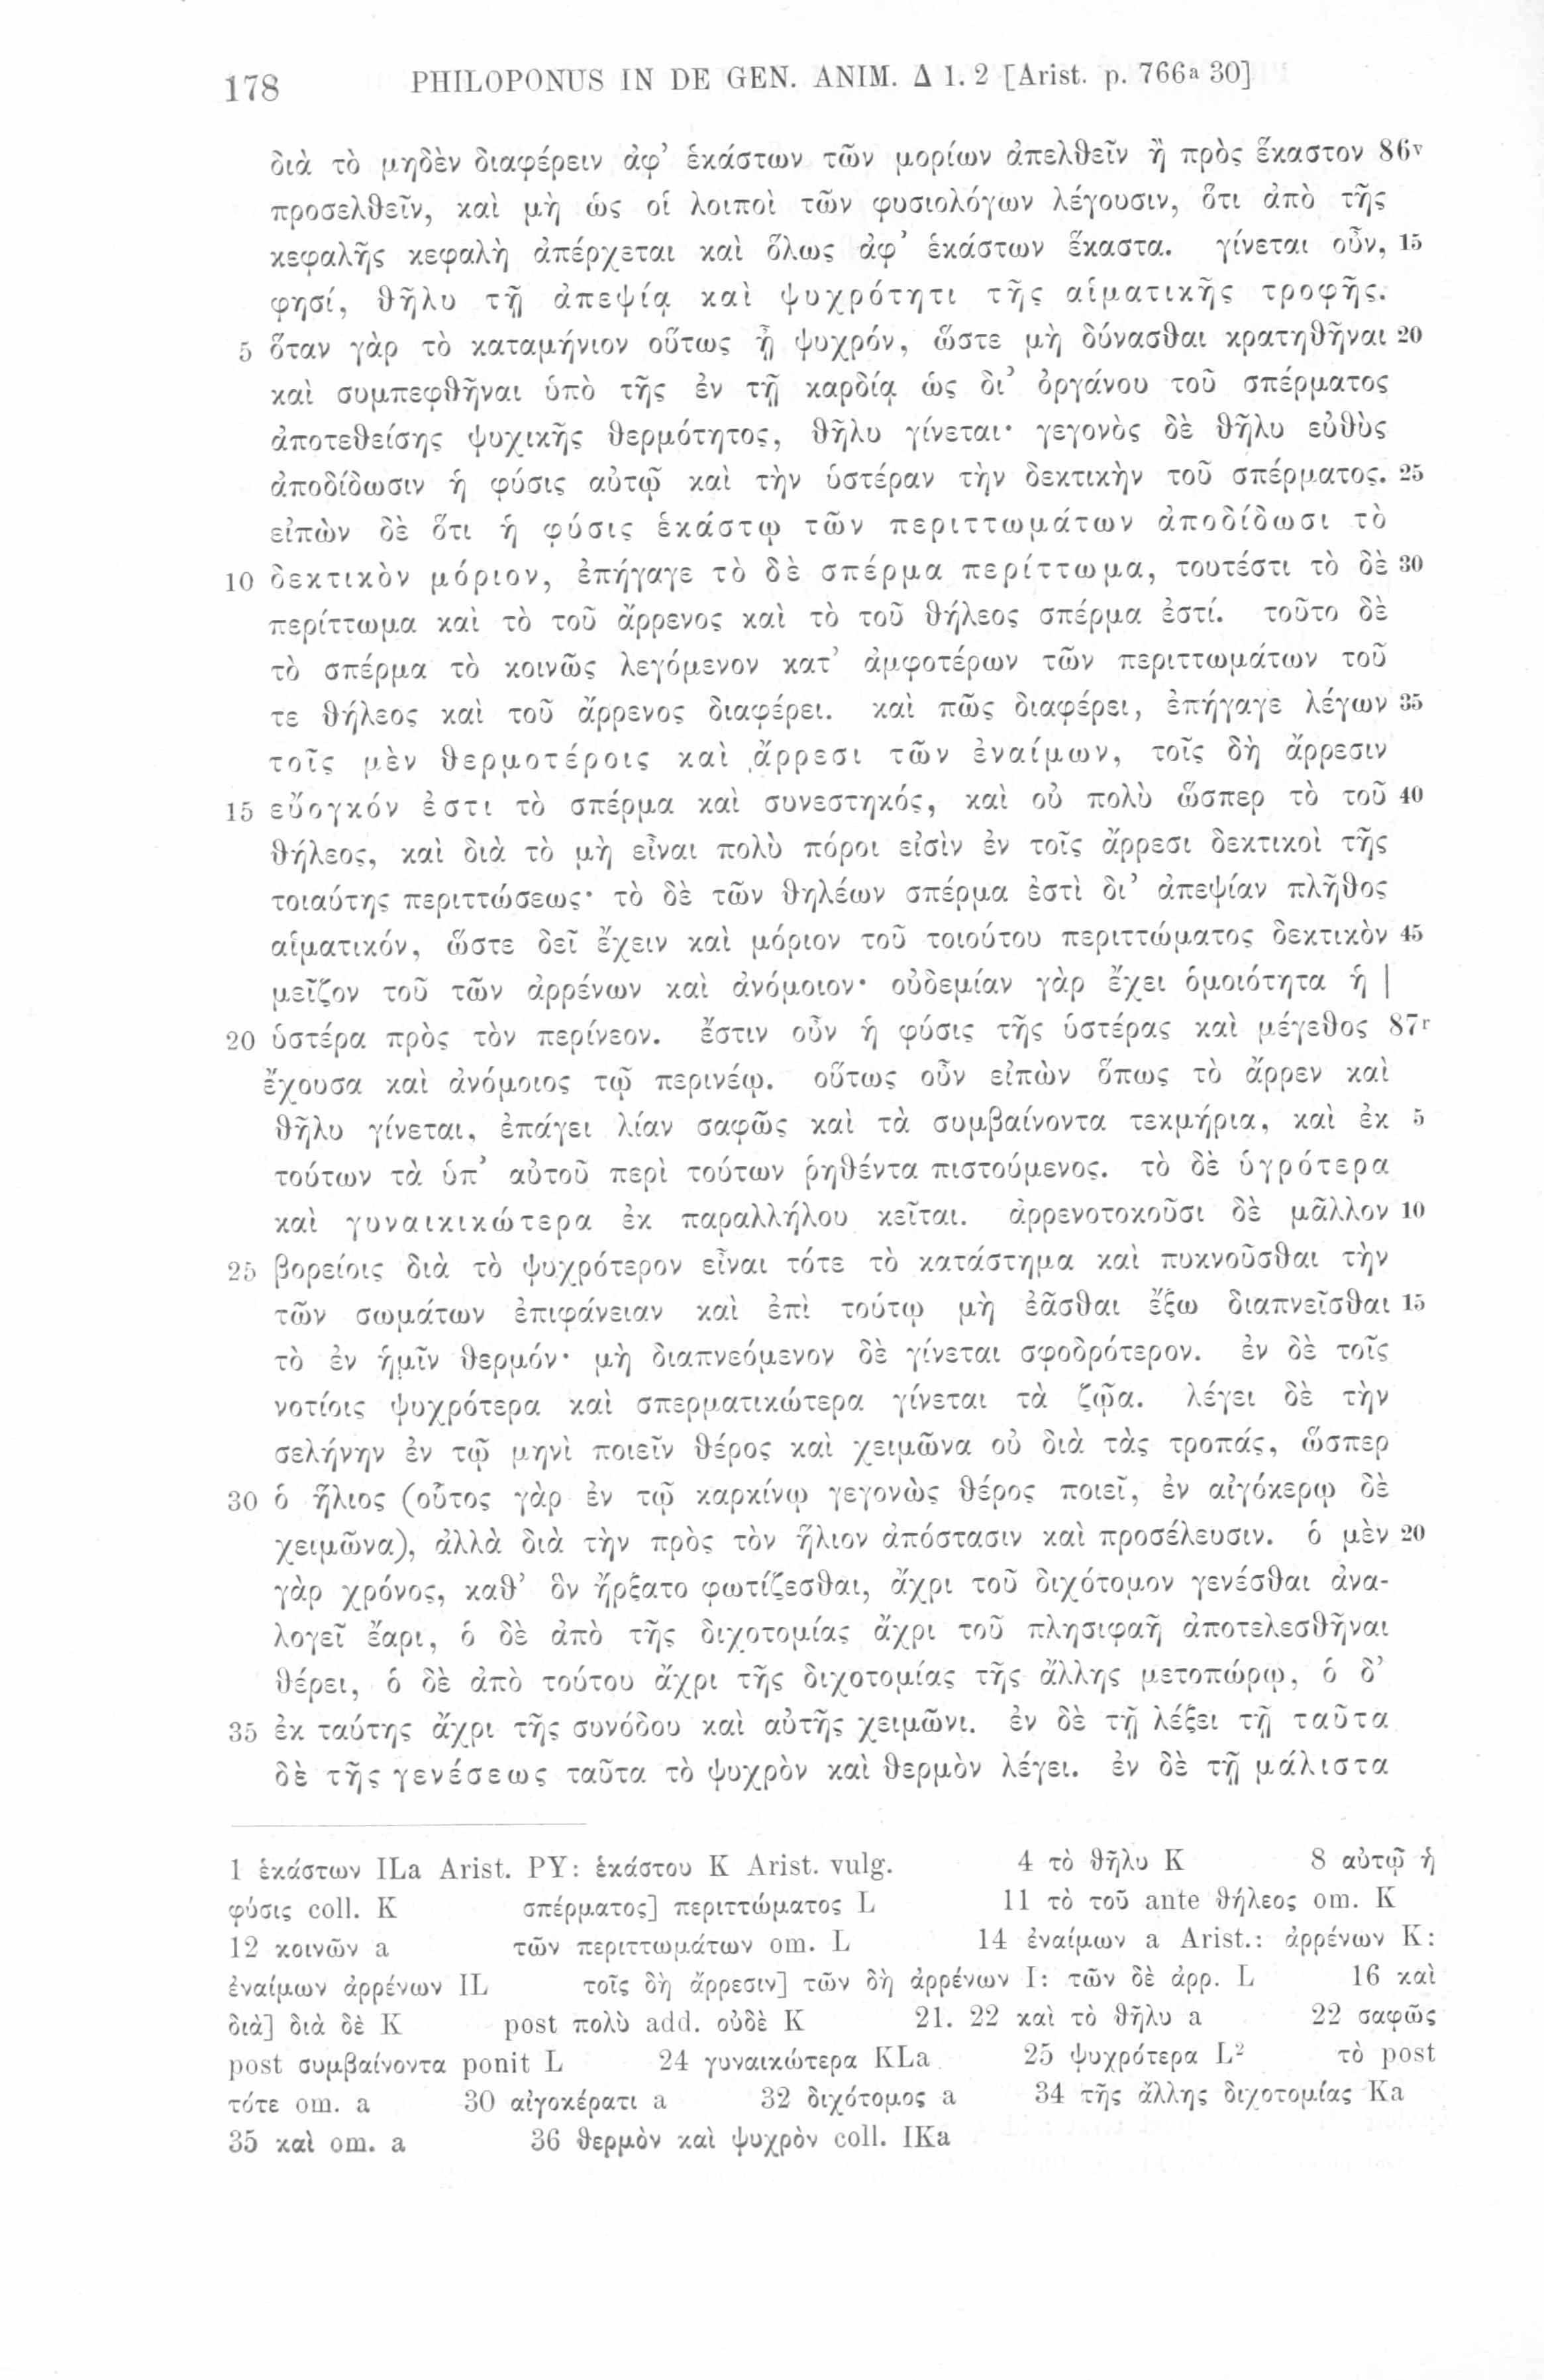 178 PHILOPONUS IN DE GEN. ANIM. Δ 1. 2 [Arist. p. 766ª 30]
διὰ τὸ μηδὲν διαφέρειν ἀφ’ ἑκάστων τῶν μορίων ἀπελθεῖν ἢ πρὸς ἕκαστον 86ᵛ
προσελθεῖν, καὶ μὴ ὡς οἱ λοιποὶ τῶν φυσιολόγων λέγουσιν, ὅτι ἀπὸ τῆς
κεφαλῆς κεφαλὴ ἀπέρχεται καὶ ὅλως ἀφ’ ἑκάστων ἕκαστα. γίνεται οὖν, 15
φησί, θῆλυ τῇ ἀπεψίᾳ καὶ ψυχρότητι τῆς αἱματικῆς τροφῆς.
5 ὅταν γὰρ τὸ καταμήνιον οὕτως ᾖ ψυχρόν, ὥστε μὴ δύνασθαι κρατηθῆναι 20
καὶ συμπεφθῆναι ὑπὸ τῆς ἐν τῇ καρδίᾳ ὡς δι’ ὀργάνου τοῦ σπέρματος
ἀποτεθείσης ψυχικῆς θερμότητος, θῆλυ γίνεται· γεγονὸς δὲ θῆλυ εὐθὺς
ἀποδίδωσιν ἡ φύσις αὐτῷ καὶ τὴν ὑστέραν τὴν δεκτικὴν τοῦ σπέρματος. 25
εἰπὼν δὲ ὅτι ἡ φύσις ἑκάστῳ τῶν περιττωμάτων ἀποδίδωσι τὸ
10 δεκτικὸν μόριον, ἐπήγαγε τὸ δὲ σπέρμα περίττωμα, τουτέστι τὸ δὲ 30
περίττωμα καὶ τὸ τοῦ ἄρρενος καὶ τὸ τοῦ θήλεος σπέρμα ἐστί. τοῦτο δὲ
τὸ σπέρμα τὸ κοινῶς λεγόμενον κατ’ ἀμφοτέρων τῶν περιττωμάτων τοῦ
τε θήλεος καὶ τοῦ ἄρρενος διαφέρει. καὶ πῶς διαφέρει, ἐπήγαγε λέγων 35
τοῖς μὲν θερμοτέροις καὶ ἄρρεσι τῶν ἐναίμων, τοῖς δὴ ἄρρεσιν
15 εὔογκόν ἐστι τὸ σπέρμα καὶ συνεστηκός, καὶ οὐ πολὺ ὥσπερ τὸ τοῦ 40
θήλεος, καὶ διὰ τὸ μὴ εἶναι πολὺ πόροι εἰσὶν ἐν τοῖς ἄρρεσι δεκτικοὶ τῆς
τοιαύτης περιττώσεως· τὸ δὲ τῶν θηλέων σπέρμα ἐστὶ δι’ ἀπεψίαν πλῆθος
αἱματικόν, ὥστε δεῖ ἔχειν καὶ μόριον τοῦ τοιούτου περιττώματος δεκτικὸν 45
μεῖζον τοῦ τῶν ἀρρένων καὶ ἀνόμοιον· οὐδεμίαν γὰρ ἔχει ὁμοιότητα ἡ |
20 ὑστέρα πρὸς τὸν περίνεον. ἔστιν οὖν ἡ φύσις τῆς ὑστέρας καὶ μέγεθος 87ʳ
ἔχουσα καὶ ἀνόμοιος τῷ περινέῳ. οὕτως οὖν εἰπὼν ὅπως τὸ ἄρρεν καὶ
θῆλυ γίνεται, ἐπάγει λίαν σαφῶς καὶ τὰ συμβαίνοντα τεκμήρια, καὶ ἐκ 5
τούτων τὰ ὑπ’ αὐτοῦ περὶ τούτων ῥηθέντα πιστούμενος. τὸ δὲ ὑγρότερα
καὶ γυναικικώτερα ἐκ παραλλήλου κεῖται. ἀρρενοτοκοῦσι δὲ μᾶλλον 10
25 βορείοις διὰ τὸ ψυχρότερον εἶναι τότε τὸ κατάστημα καὶ πυκνοῦσθαι τὴν
τῶν σωμάτων ἐπιφάνειαν καὶ ἐπὶ τούτῳ μὴ ἐᾶσθαι ἔξω διαπνεῖσθαι 15
τὸ ἐν ἡμῖν θερμόν· μὴ διαπνεόμενον δὲ γίνεται σφοδρότερον. ἐν δὲ τοῖς
νοτίοις ψυχρότερα καὶ σπερματικώτερα γίνεται τὰ ζῷα. λέγει δὲ τὴν
σελήνην ἐν τῷ μηνὶ ποιεῖν θέρος καὶ χειμῶνα οὐ διὰ τὰς τροπάς, ὥσπερ
30 ὁ ἥλιος (οὗτος γὰρ ἐν τῷ καρκίνῳ γεγονὼς θέρος ποιεῖ, ἐν αἰγόκερῳ δὲ
χειμῶνα), ἀλλὰ διὰ τὴν πρὸς τὸν ἥλιον ἀπόστασιν καὶ προσέλευσιν. ὁ μὲν 20
γὰρ χρόνος, καθ’ ὃν ἤρξατο φωτίζεσθαι, ἄχρι τοῦ διχότομον γενέσθαι ἀνα-
λογεῖ ἔαρι, ὁ δὲ ἀπὸ τῆς διχοτομίας ἄχρι τοῦ πλησιφαῆ ἀποτελεσθῆναι
θέρει, ὁ δὲ ἀπὸ τούτου ἄχρι τῆς διχοτομίας τῆς ἄλλης μετοπώρῳ, ὁ δ’
35 ἐκ ταύτης ἄχρι τῆς συνόδου καὶ αὐτῆς χειμῶνι. ἐν δὲ τῇ λέξει τῇ ταῦτα
δὲ τῆς γενέσεως ταῦτα τὸ ψυχρὸν καὶ θερμὸν λέγει. ἐν δὲ τῇ μάλιστα
1 ἑκάστων ILa Arist. PY: ἑκάστου K Arist. vulg. 4 τὸ θῆλυ K 8 αὐτῷ ἡ
φύσις coll. K σπέρματος] περιττώματος L 11 τὸ τοῦ ante θήλεος om. K
12 κοινῶν a τῶν περιττωμάτων om. L 14 ἐναίμων a Arist.: ἀρρένων K:
ἐναίμων ἀρρένων IL τοῖς δὴ ἄρρεσιν] τῶν δὴ ἀρρένων I: τῶν δὲ ἀρρ. L 16 καὶ
διὰ] διὰ δὲ K post πολὺ add. οὐδὲ K 21. 22 καὶ τὸ θῆλυ a 22 σαφῶς
post συμβαίνοντα ponit L 24 γυναικώτερα KLa 25 ψυχρότερα L² τὸ post
τότε om. a 30 αἰγοκέρατι a 32 διχότομος a 34 τῆς ἄλλης διχοτομίας Ka
35 καὶ om. a 36 θερμὸν καὶ ψυχρὸν coll. IKa